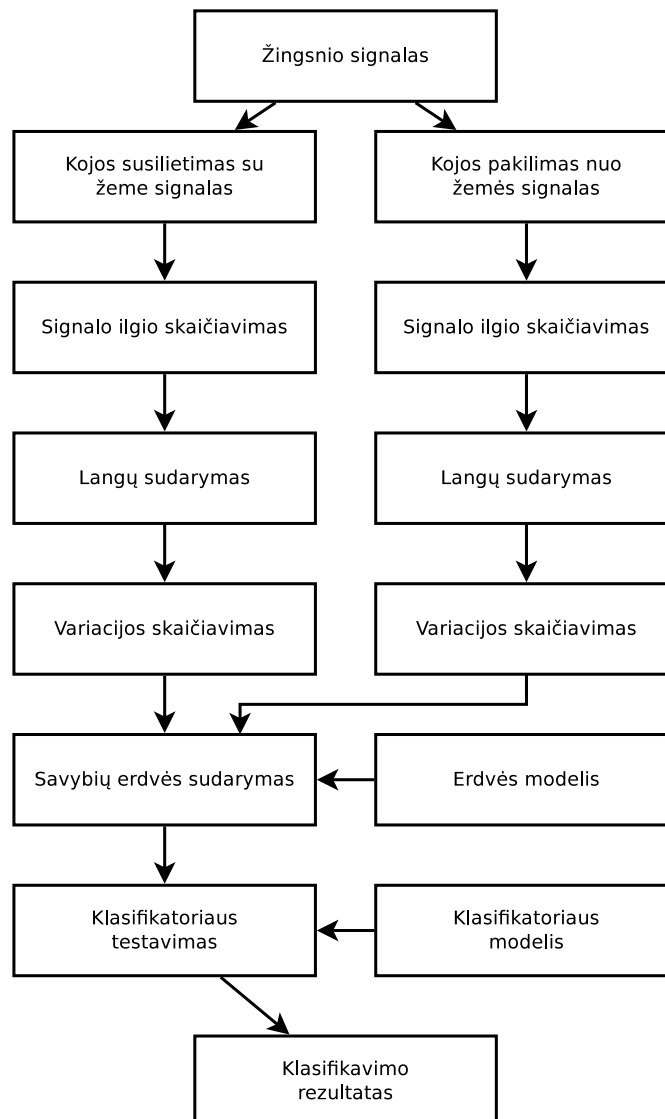 Žingsnio signalas
Kojos susilietimas su
žeme signalas
Kojos pakilimas nuo
žemės signalas
Signalo ilgio skaičiavimas
Signalo ilgio skaičiavimas
Langų sudarymas
Langų sudarymas
Variacijos skaičiavimas
Variacijos skaičiavimas
Savybių erdvės sudarymas
Erdvės modelis
Klasifikatoriaus
testavimas
Klasifikatoriaus
modelis
Klasifikavimo
rezultatas